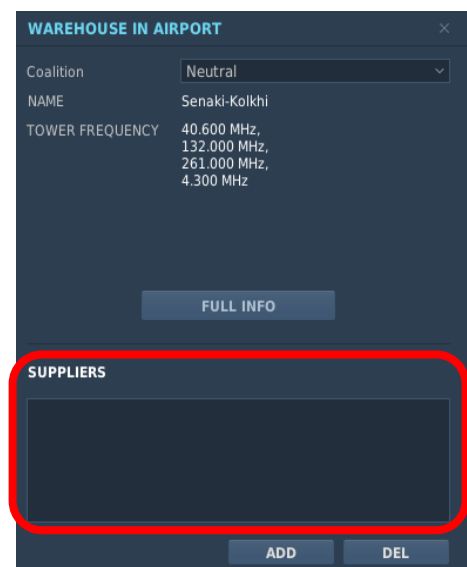 WAREHOUSE IN AIRPORT
Coalition Neutral
NAME Senaki-Kolkhi
TOWER FREQUENCY 40.600 MHz,
132.000 MHz,
261.000 MHz,
4.300 MHz
FULL INFO
SUPPLIERS
ADD DEL